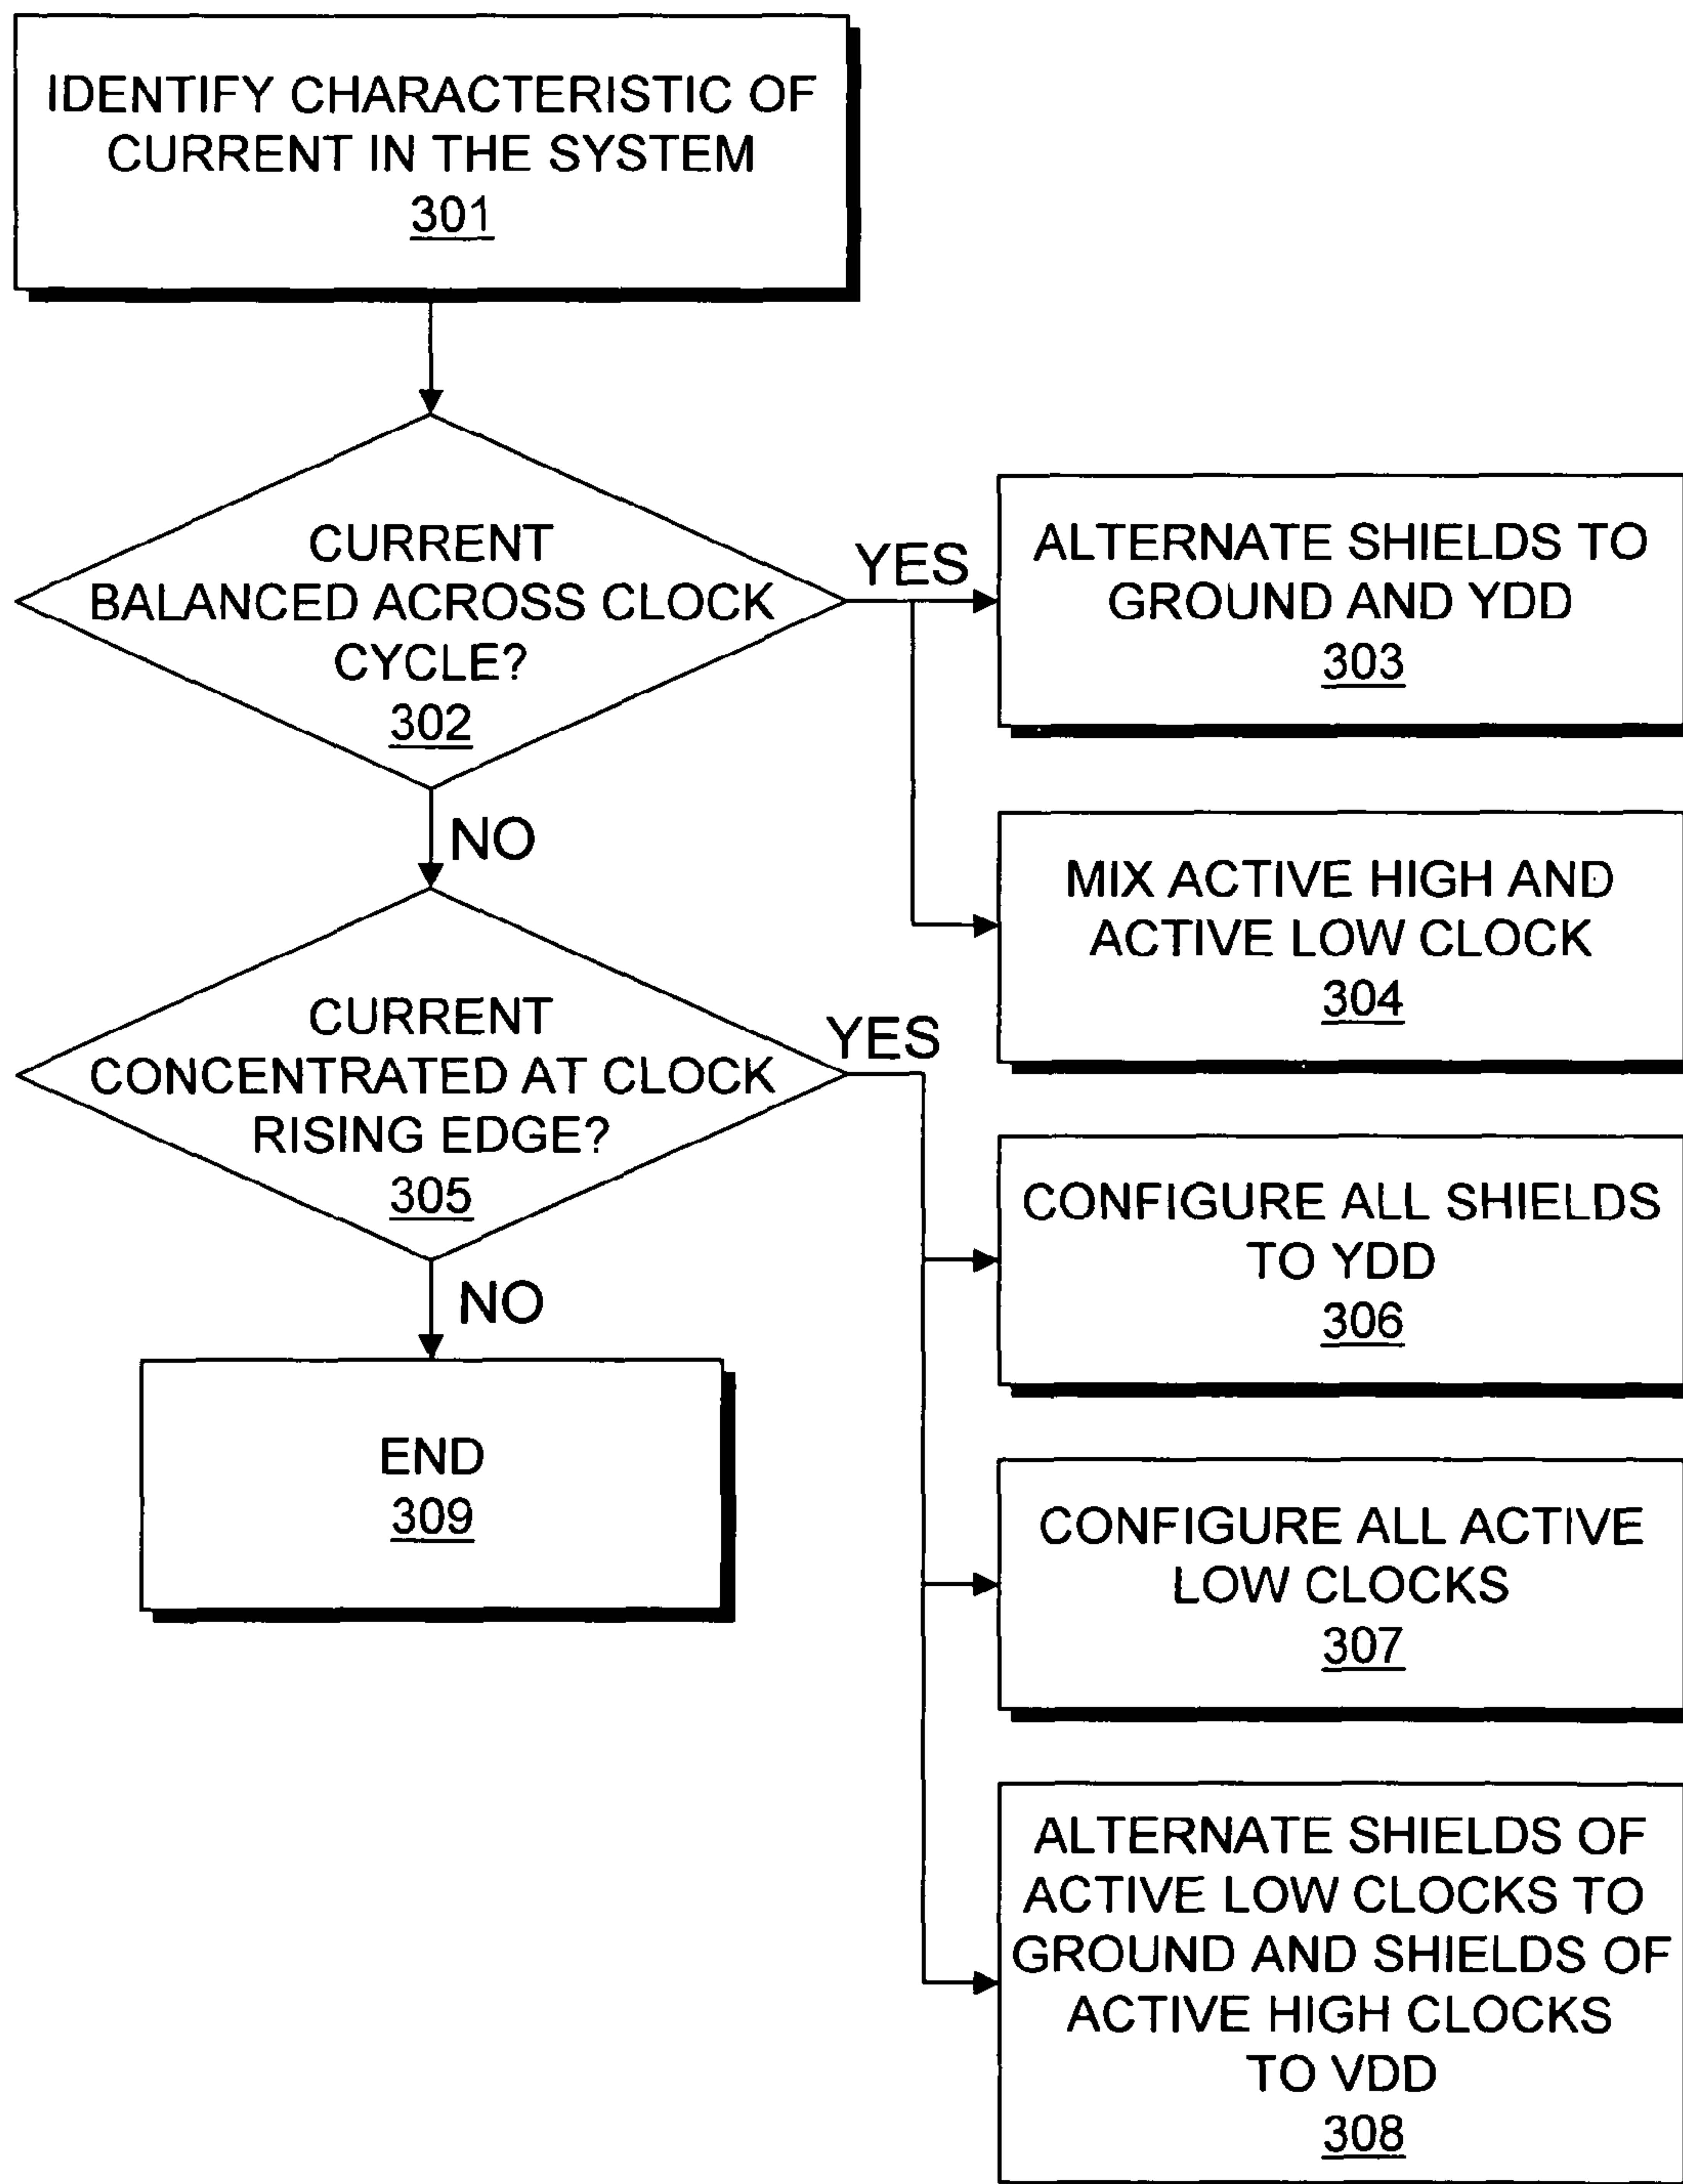 IDENTIFY CHARACTERISTIC OF
CURRENT IN THE SYSTEM
301
CURRENT
BALANCED ACROSS CLOCK
CYCLE?
302
YES
ALTERNATE SHIELDS TO
GROUND AND YDD
303
MIX ACTIVE HIGH AND
ACTIVE LOW CLOCK
304
NO
CURRENT
CONCENTRATED AT CLOCK
RISING EDGE?
305
YES
CONFIGURE ALL SHIELDS
TO YDD
306
CONFIGURE ALL ACTIVE
LOW CLOCKS
307
ALTERNATE SHIELDS OF
ACTIVE LOW CLOCKS TO
GROUND AND SHIELDS OF
ACTIVE HIGH CLOCKS
TO VDD
308
NO
END
309